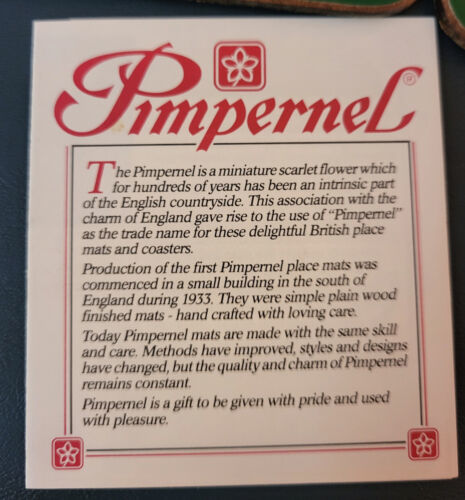 Pimpernel®
The Pimpernel is a miniature scarlet flower which
for hundreds of years has been an intrinsic part
of the English countryside. This association with the
charm of England gave rise to the use of "Pimpernel"
as the trade name for these delightful British place
mats and coasters.
Production of the first Pimpernel place mats was
commenced in a small building in the south of
England during 1933. They were simple plain wood
finished mats - hand crafted with loving care.
Today Pimpernel mats are made with the same skill
and care. Methods have improved, styles and designs
have changed, but the quality and charm of Pimpernel
remains constant.
Pimpernel is a gift to be given with pride and used
with pleasure.